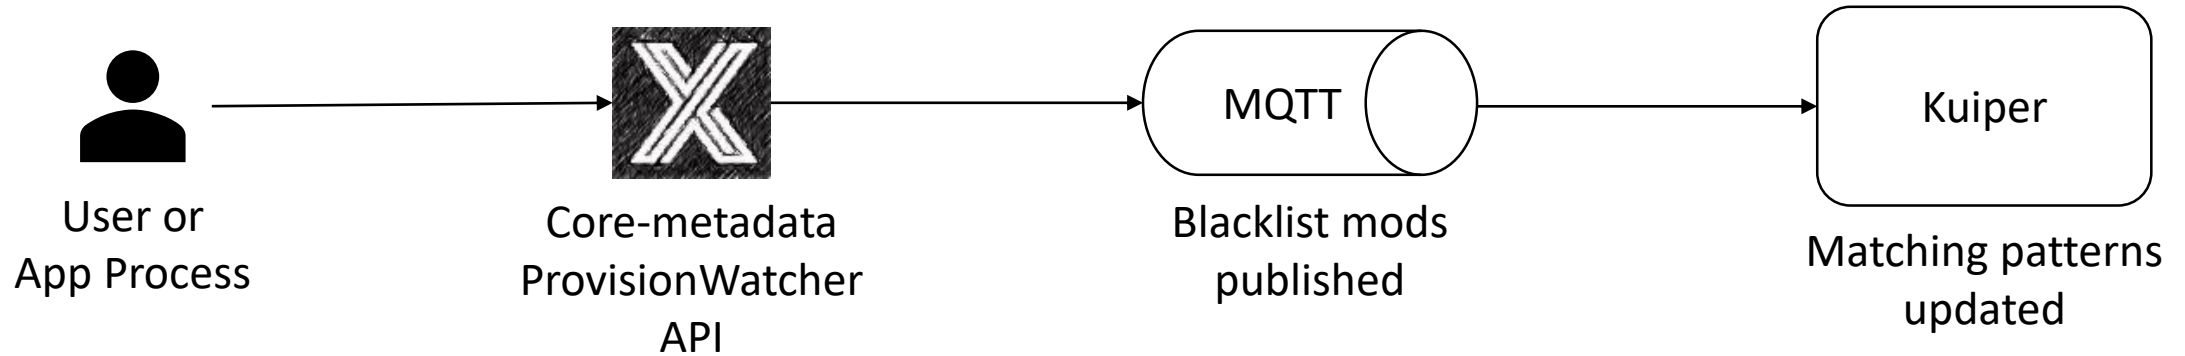 User or
App Process
Core-metadata
ProvisionWatcher
API
MQTT
Blacklist mods
published
Kuiper
Matching patterns
updated